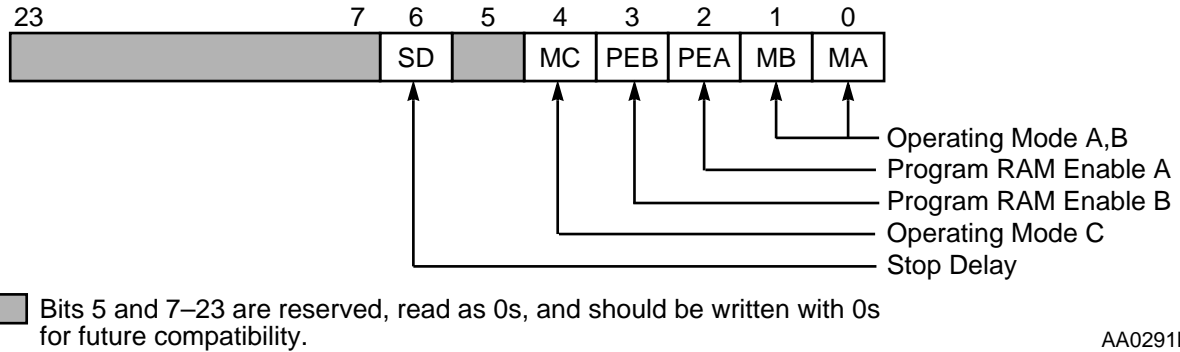 23 7 6 5 4 3 2 1 0
SD MC PEB PEA MB MA
Operating Mode A,B
Program RAM Enable A
Program RAM Enable B
Operating Mode C
Stop Delay
Bits 5 and 7–23 are reserved, read as 0s, and should be written with 0s
for future compatibility.
AA0291